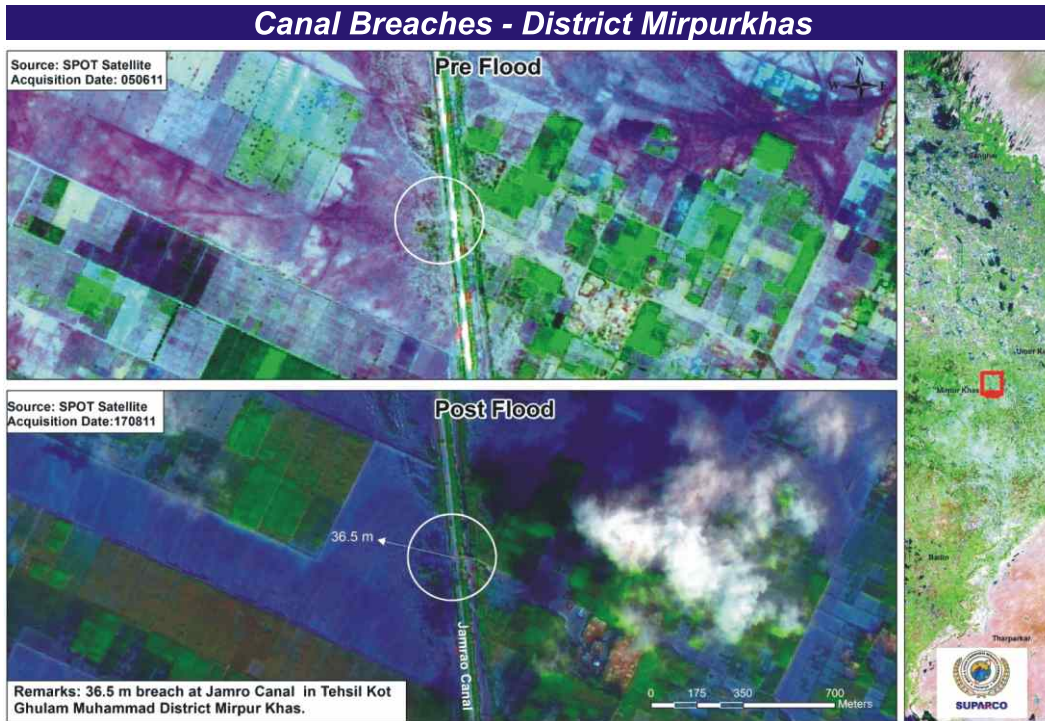 Canal Breaches - District Mirpurkhas
Source: SPOT Satellite
Acquisition Date: 050611
Pre Flood
N
W
E
Source: SPOT Satellite
Acquisition Date:170811
Post Flood
36.5 m
Jamrao Canal
Remarks: 36.5 m breach at Jamro Canal in Tehsil Kot
Ghulam Muhammad District Mirpur Khas.
0 175 350 700
Meters
Sanghar
Umer Ko
Mirpur Khas
Badin
Tharparkar
SUPARCO